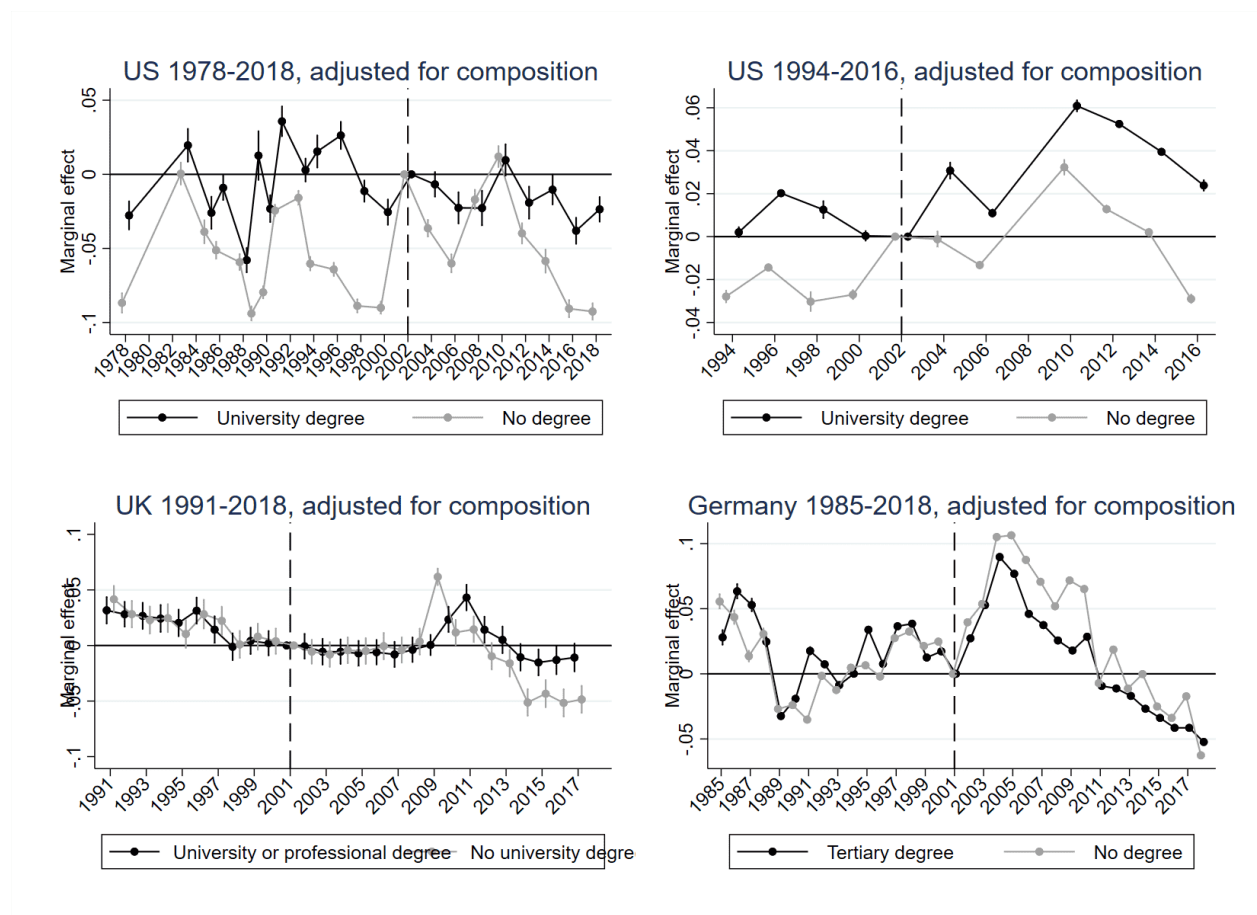 US 1978-2018, adjusted for composition
Marginal effect
.05
0
-.05
-.1
1978 1980 1982 1984 1986 1988 1990 1992 1994 1996 1998 2000 2002 2004 2006 2008 2010 2012 2014 2016 2018
University degree No degree
US 1994-2016, adjusted for composition
Marginal effect
.06
.04
.02
0
-.02
-.04
1994 1996 1998 2000 2002 2004 2006 2008 2010 2012 2014 2016
University degree No degree
UK 1991-2018, adjusted for composition
Marginal effect
.1
.05
0
-.05
-.1
1991 1993 1995 1997 1999 2001 2003 2005 2007 2009 2011 2013 2015 2017
University or professional degree No university degre
Germany 1985-2018, adjusted for composition
Marginal effect
.1
.05
0
-.05
1985 1987 1989 1991 1993 1995 1997 1999 2001 2003 2005 2007 2009 2011 2013 2015 2017
Tertiary degree No degree